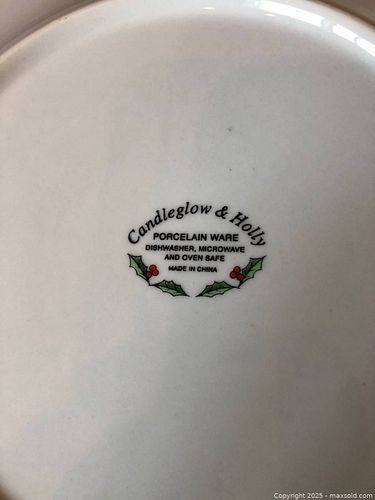 Candleglow & Holly
PORCELAIN WARE
DISHWASHER, MICROWAVE
AND OVEN SAFE
MADE IN CHINA
Copyright 2025 - maxsold.com